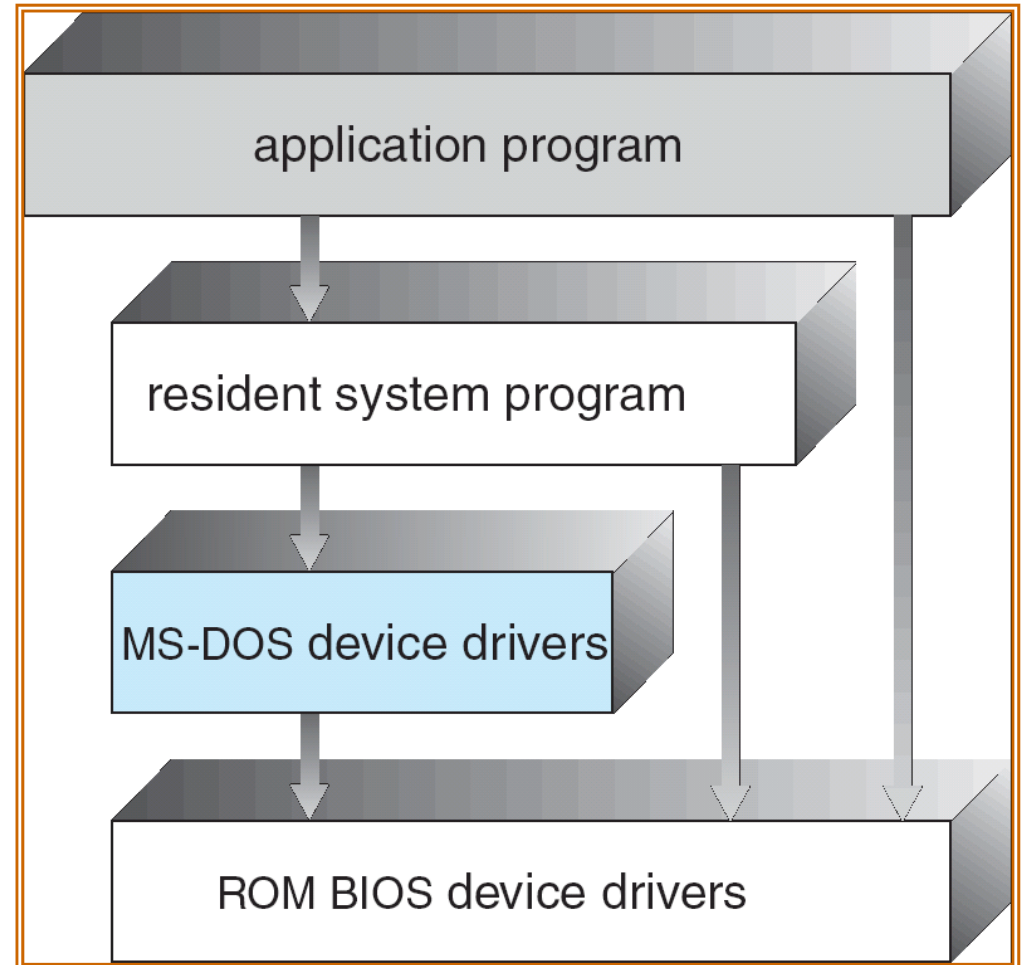 application program
resident system program
MS-DOS device drivers
ROM BIOS device drivers